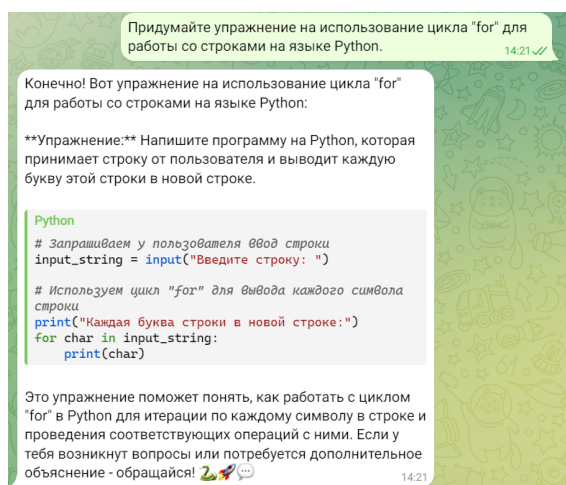 Придумайте упражнение на использование цикла "for" для
работы со строками на языке Python.
14:21
Конечно! Вот упражнение на использование цикла "for"
для работы со строками на языке Python:
**Упражнение:** Напишите программу на Python, которая
принимает строку от пользователя и выводит каждую
букву этой строки в новой строке.
Python
# Запрашиваем у пользователя ввод строки
input_string = input("Введите строку: ")
# Используем цикл "for" для вывода каждого символа
строки
print("Каждая буква строки в новой строке:")
for char in input_string:
    print(char)
Это упражнение поможет понять, как работать с циклом
"for" в Python для итерации по каждому символу в строке и
проведения соответствующих операций с ними. Если у
тебя возникнут вопросы или потребуется дополнительное
объяснение - обращайся! 🐍🚀💬
14:21